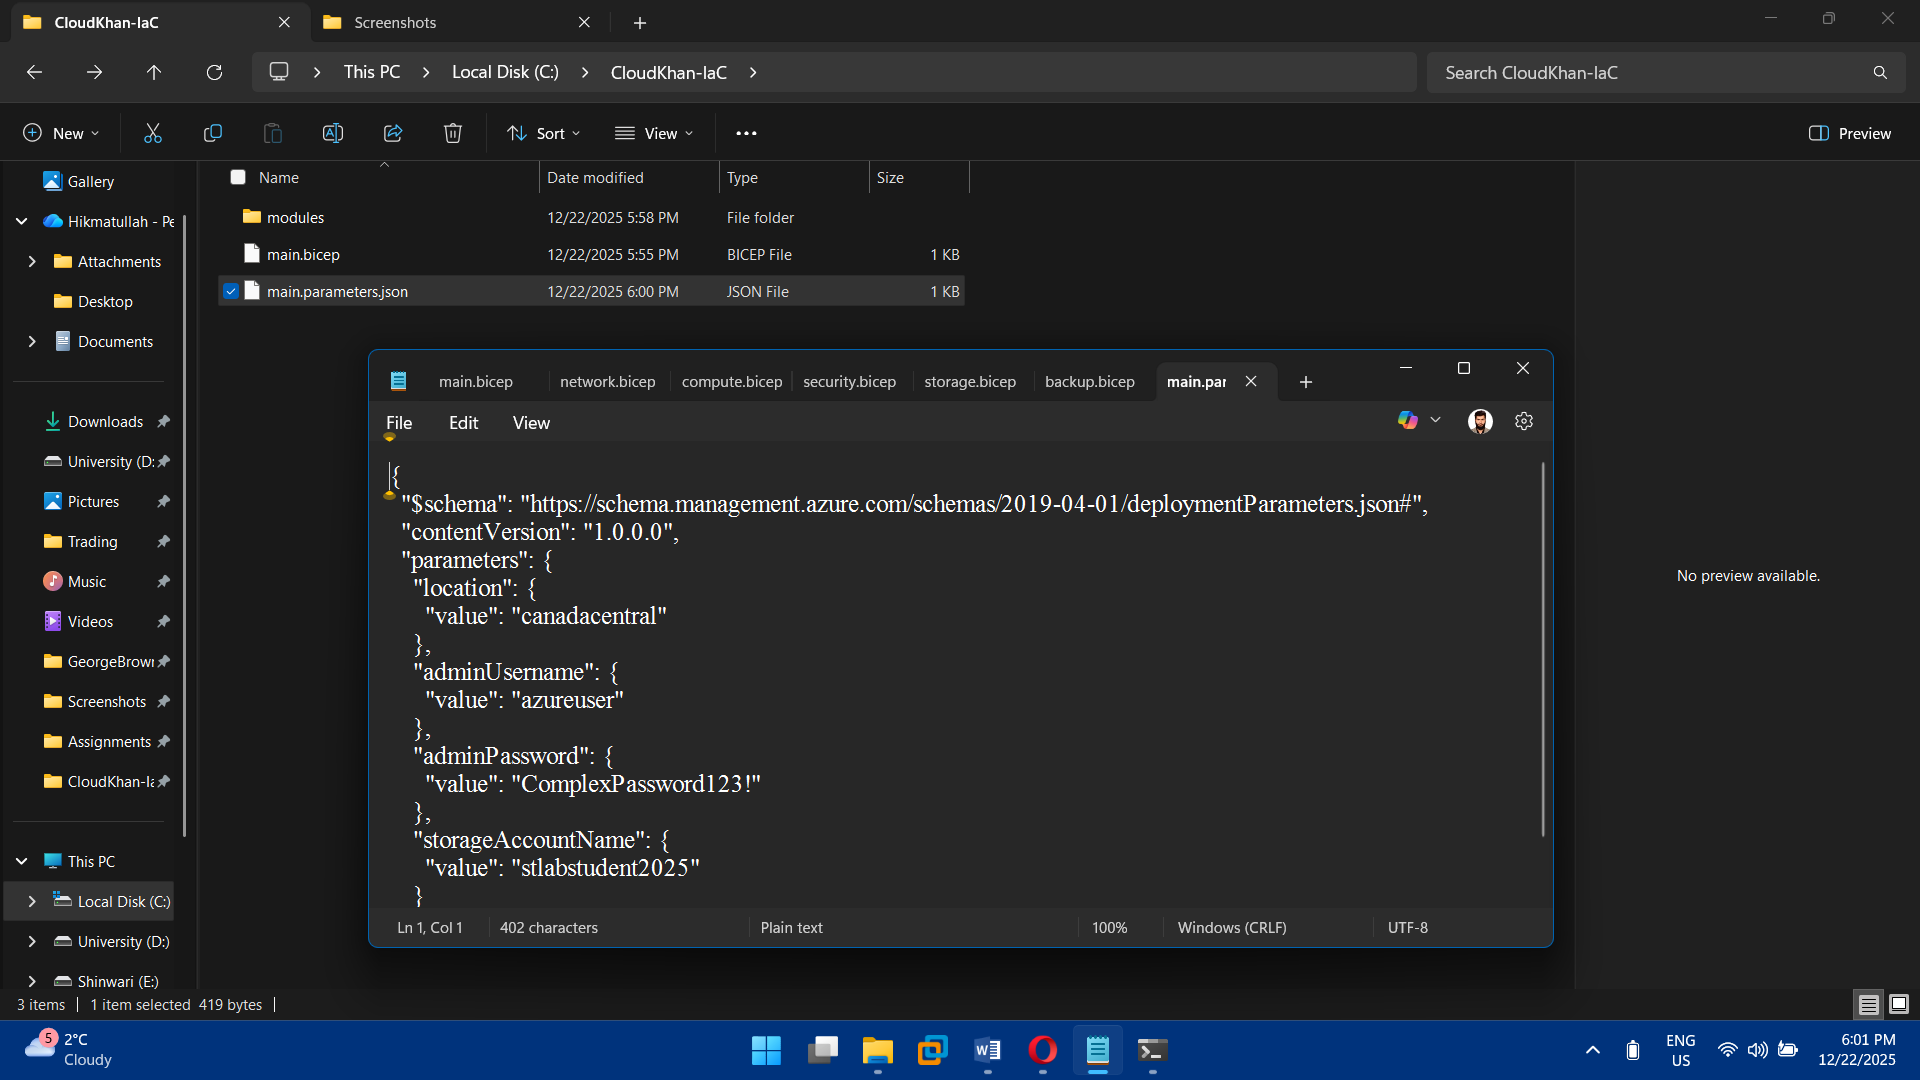 CloudKhan-IaC
Screenshots
This PC
Local Disk (C:)
CloudKhan-IaC
Search CloudKhan-IaC
New
Sort
View
Preview
Name
Date modified
Type
Size
Gallery
modules
12/22/2025 5:58 PM
File folder
Hikmatullah - Pe
main.bicep
12/22/2025 5:55 PM
BICEP File
1 KB
Attachments
main.parameters.json
12/22/2025 6:00 PM
JSON File
1 KB
Desktop
Documents
Downloads
University (D:
Pictures
Trading
Music
Videos
GeorgeBrown
Screenshots
Assignments
CloudKhan-Ia
This PC
Local Disk (C:)
University (D:)
Shinwari (E:)
main.bicep
network.bicep
compute.bicep
security.bicep
storage.bicep
backup.bicep
main.par
File
Edit
View
{
"$schema": "https://schema.management.azure.com/schemas/2019-04-01/deploymentParameters.json#",
"contentVersion": "1.0.0.0",
"parameters": {
"location": {
"value": "canadacentral"
},
"adminUsername": {
"value": "azureuser"
},
"adminPassword": {
"value": "ComplexPassword123!"
},
"storageAccountName": {
"value": "stlabstudent2025"
}
Ln 1, Col 1
402 characters
Plain text
100%
Windows (CRLF)
UTF-8
No preview available.
3 items
1 item selected 419 bytes
5
2°C
Cloudy
ENG
US
6:01 PM
12/22/2025